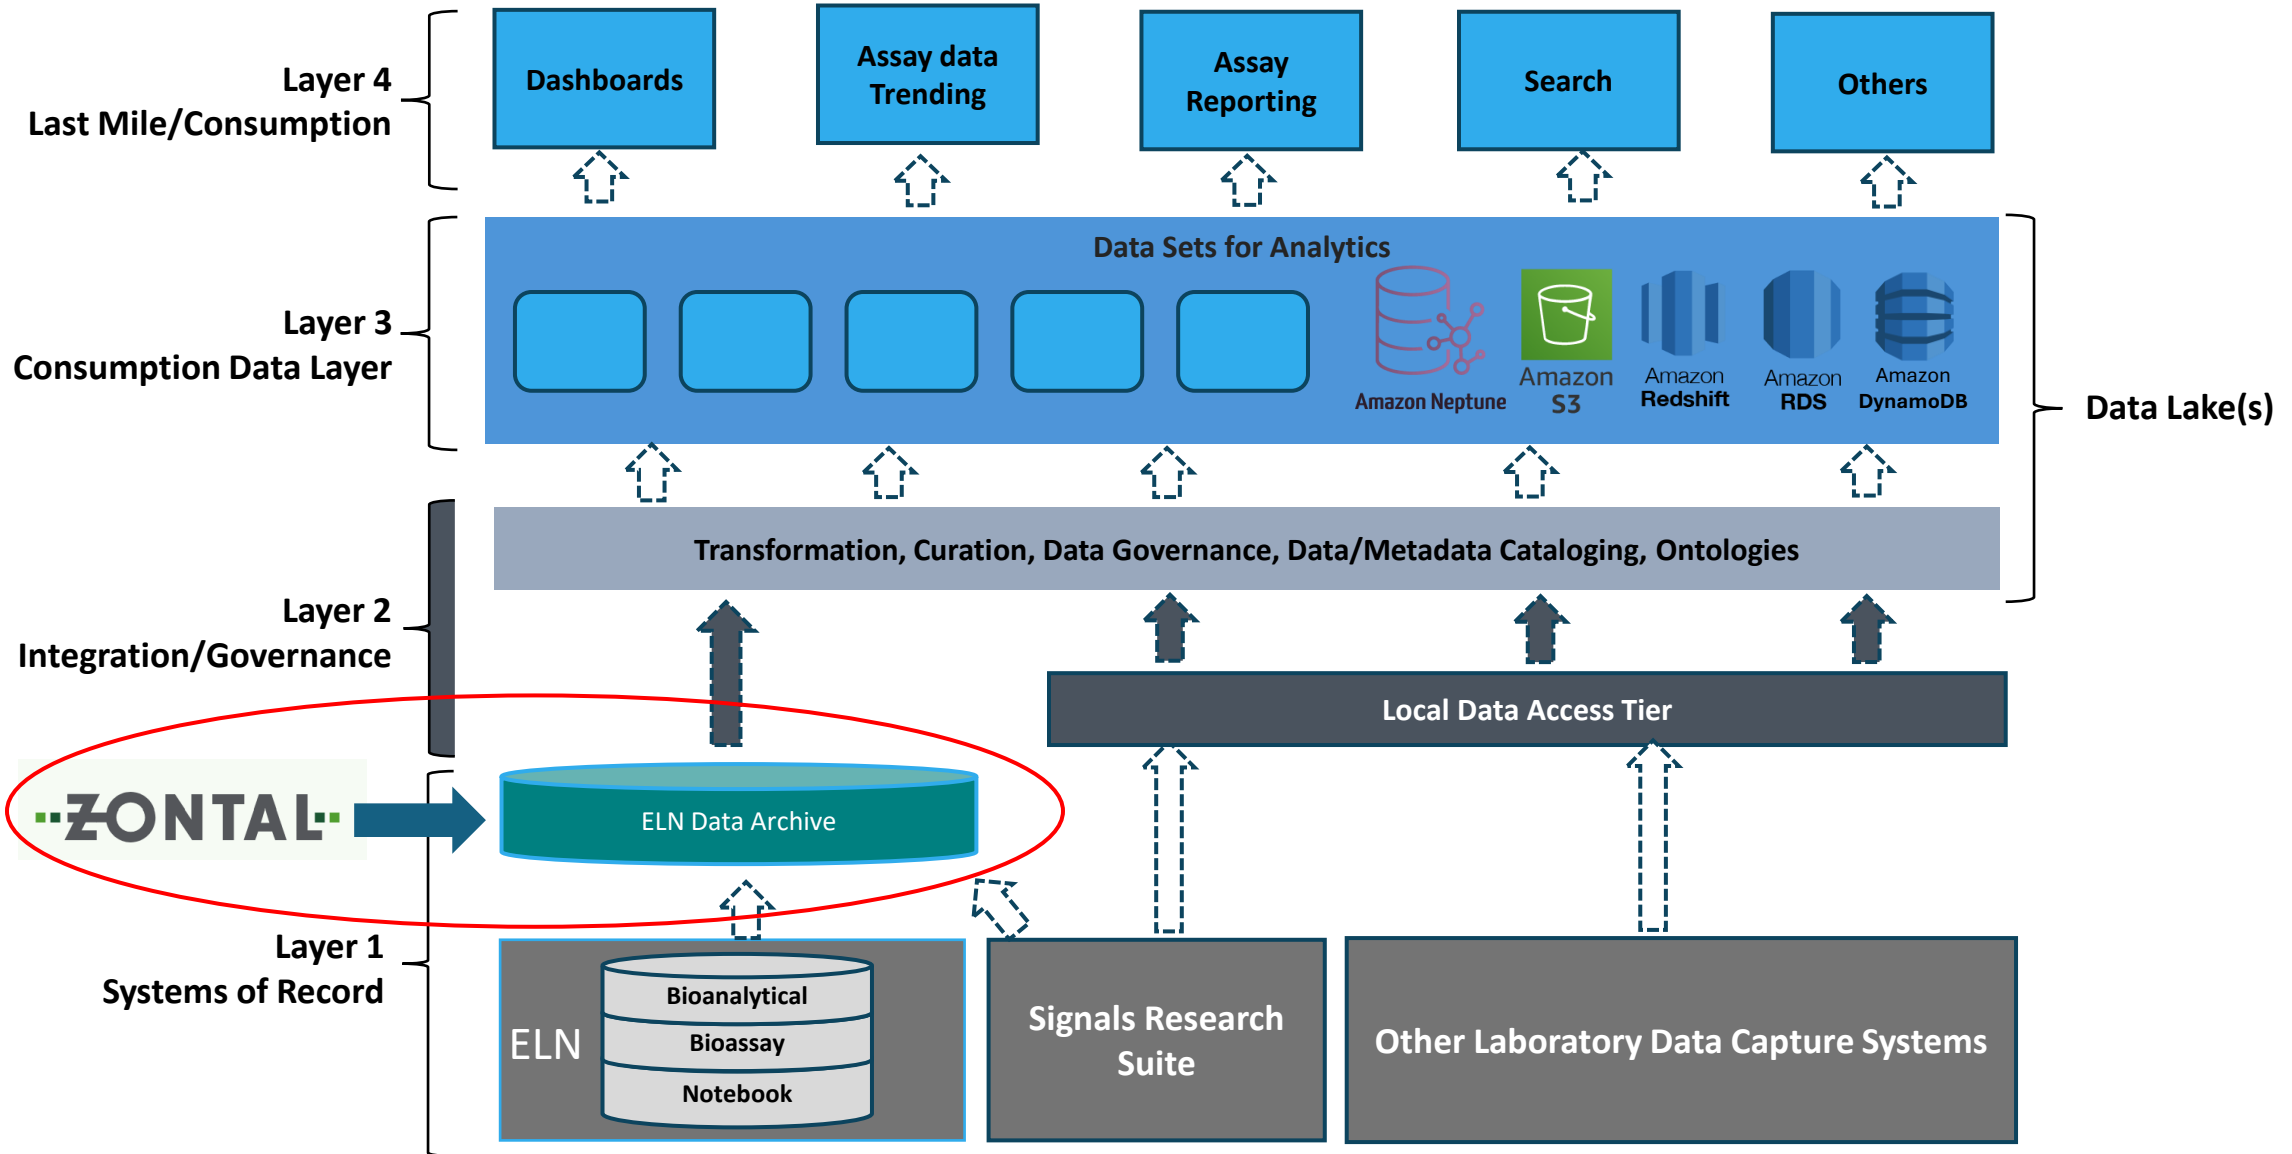 Layer 4
Last Mile/Consumption
Dashboards
Assay data
Trending
Assay
Reporting
Search
Others
Layer 3
Consumption Data Layer
Data Sets for Analytics
Amazon Neptune
Amazon
S3
Amazon
Redshift
Amazon
RDS
Amazon
DynamoDB
Data Lake(s)
Layer 2
Integration/Governance
Transformation, Curation, Data Governance, Data/Metadata Cataloging, Ontologies
Local Data Access Tier
ZONTAL
ELN Data Archive
Layer 1
Systems of Record
ELN
Bioanalytical
Bioassay
Notebook
Signals Research
Suite
Other Laboratory Data Capture Systems